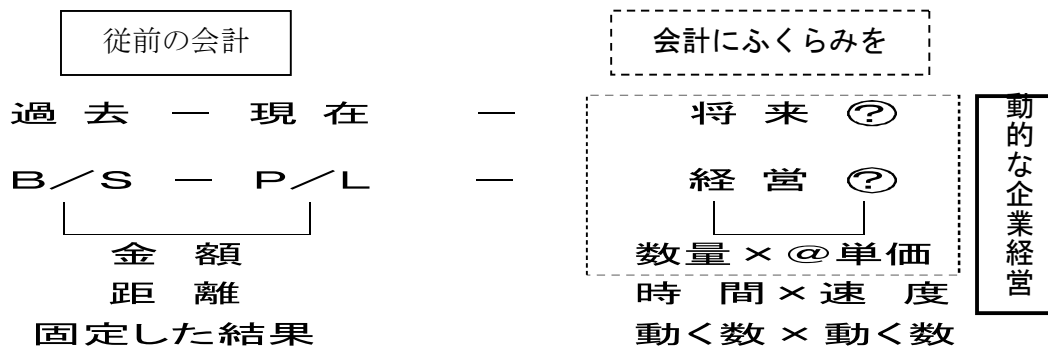 従前の会計
会計にふくらみを
過去 － 現在 － 将来 ?
B／S － P／L － 経営 ?
金額
数量×@単価
距離
時間×速度
固定した結果
動く数×動く数
動的な企業経営